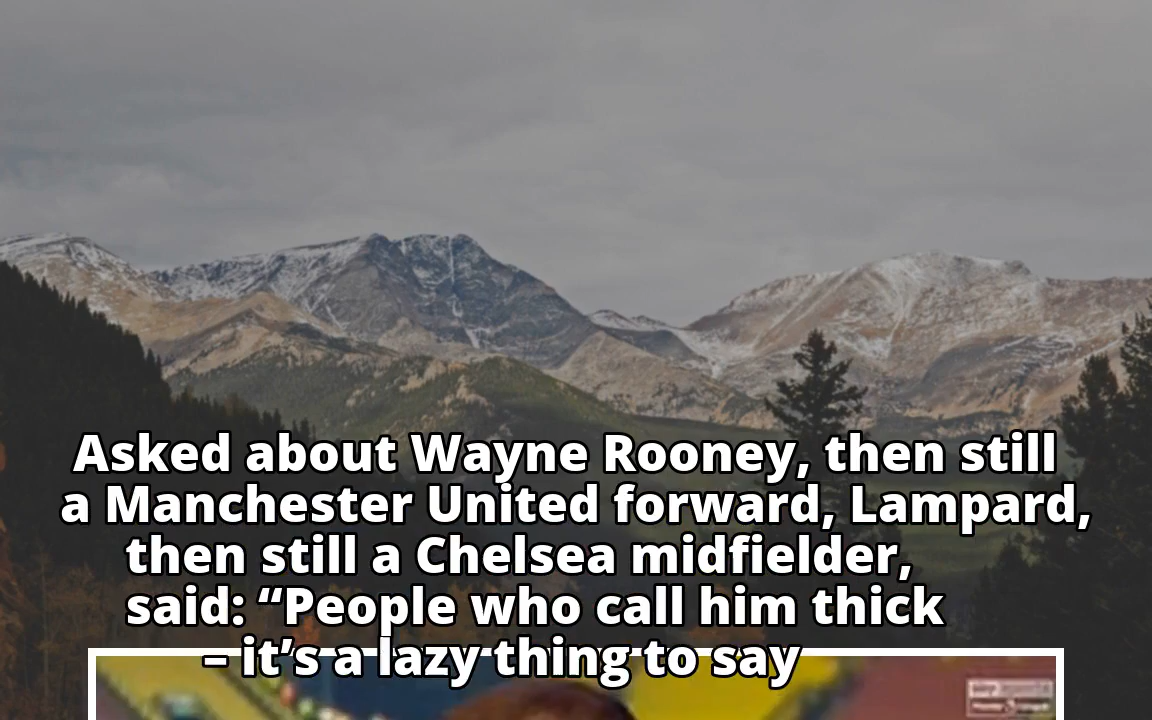 Asked about Wayne Rooney, then still
a Manchester United forward, Lampard,
then still a Chelsea midfielder,
said: “People who call him thick
– it’s a lazy thing to say